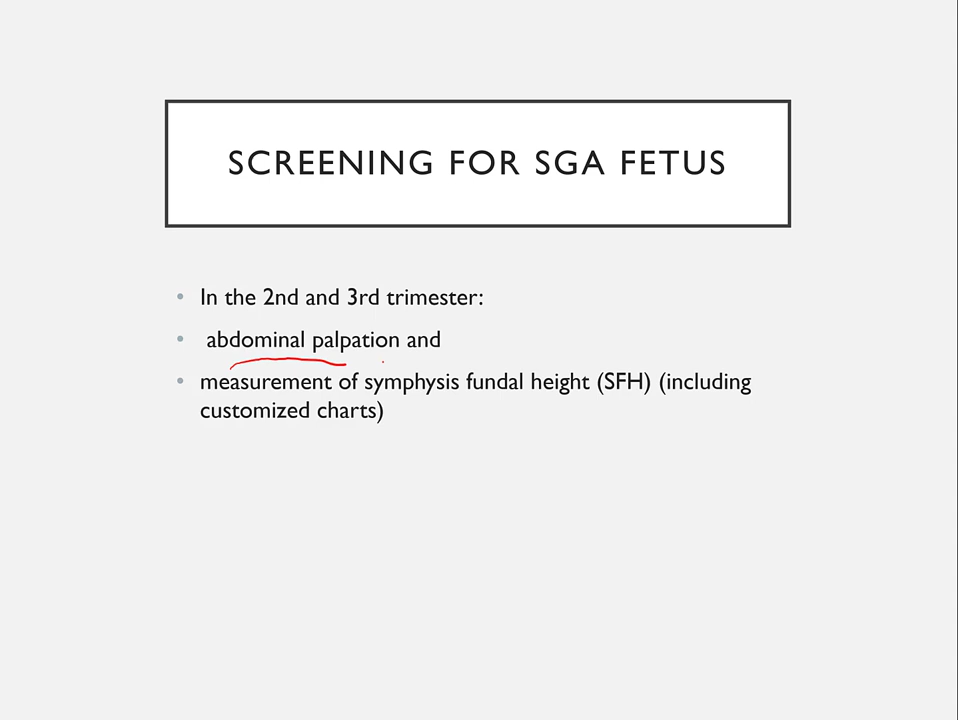 SCREENING FOR SGA FETUS
• In the 2nd and 3rd trimester:
• abdominal palpation and
• measurement of symphysis fundal height (SFH) (including
customized charts)